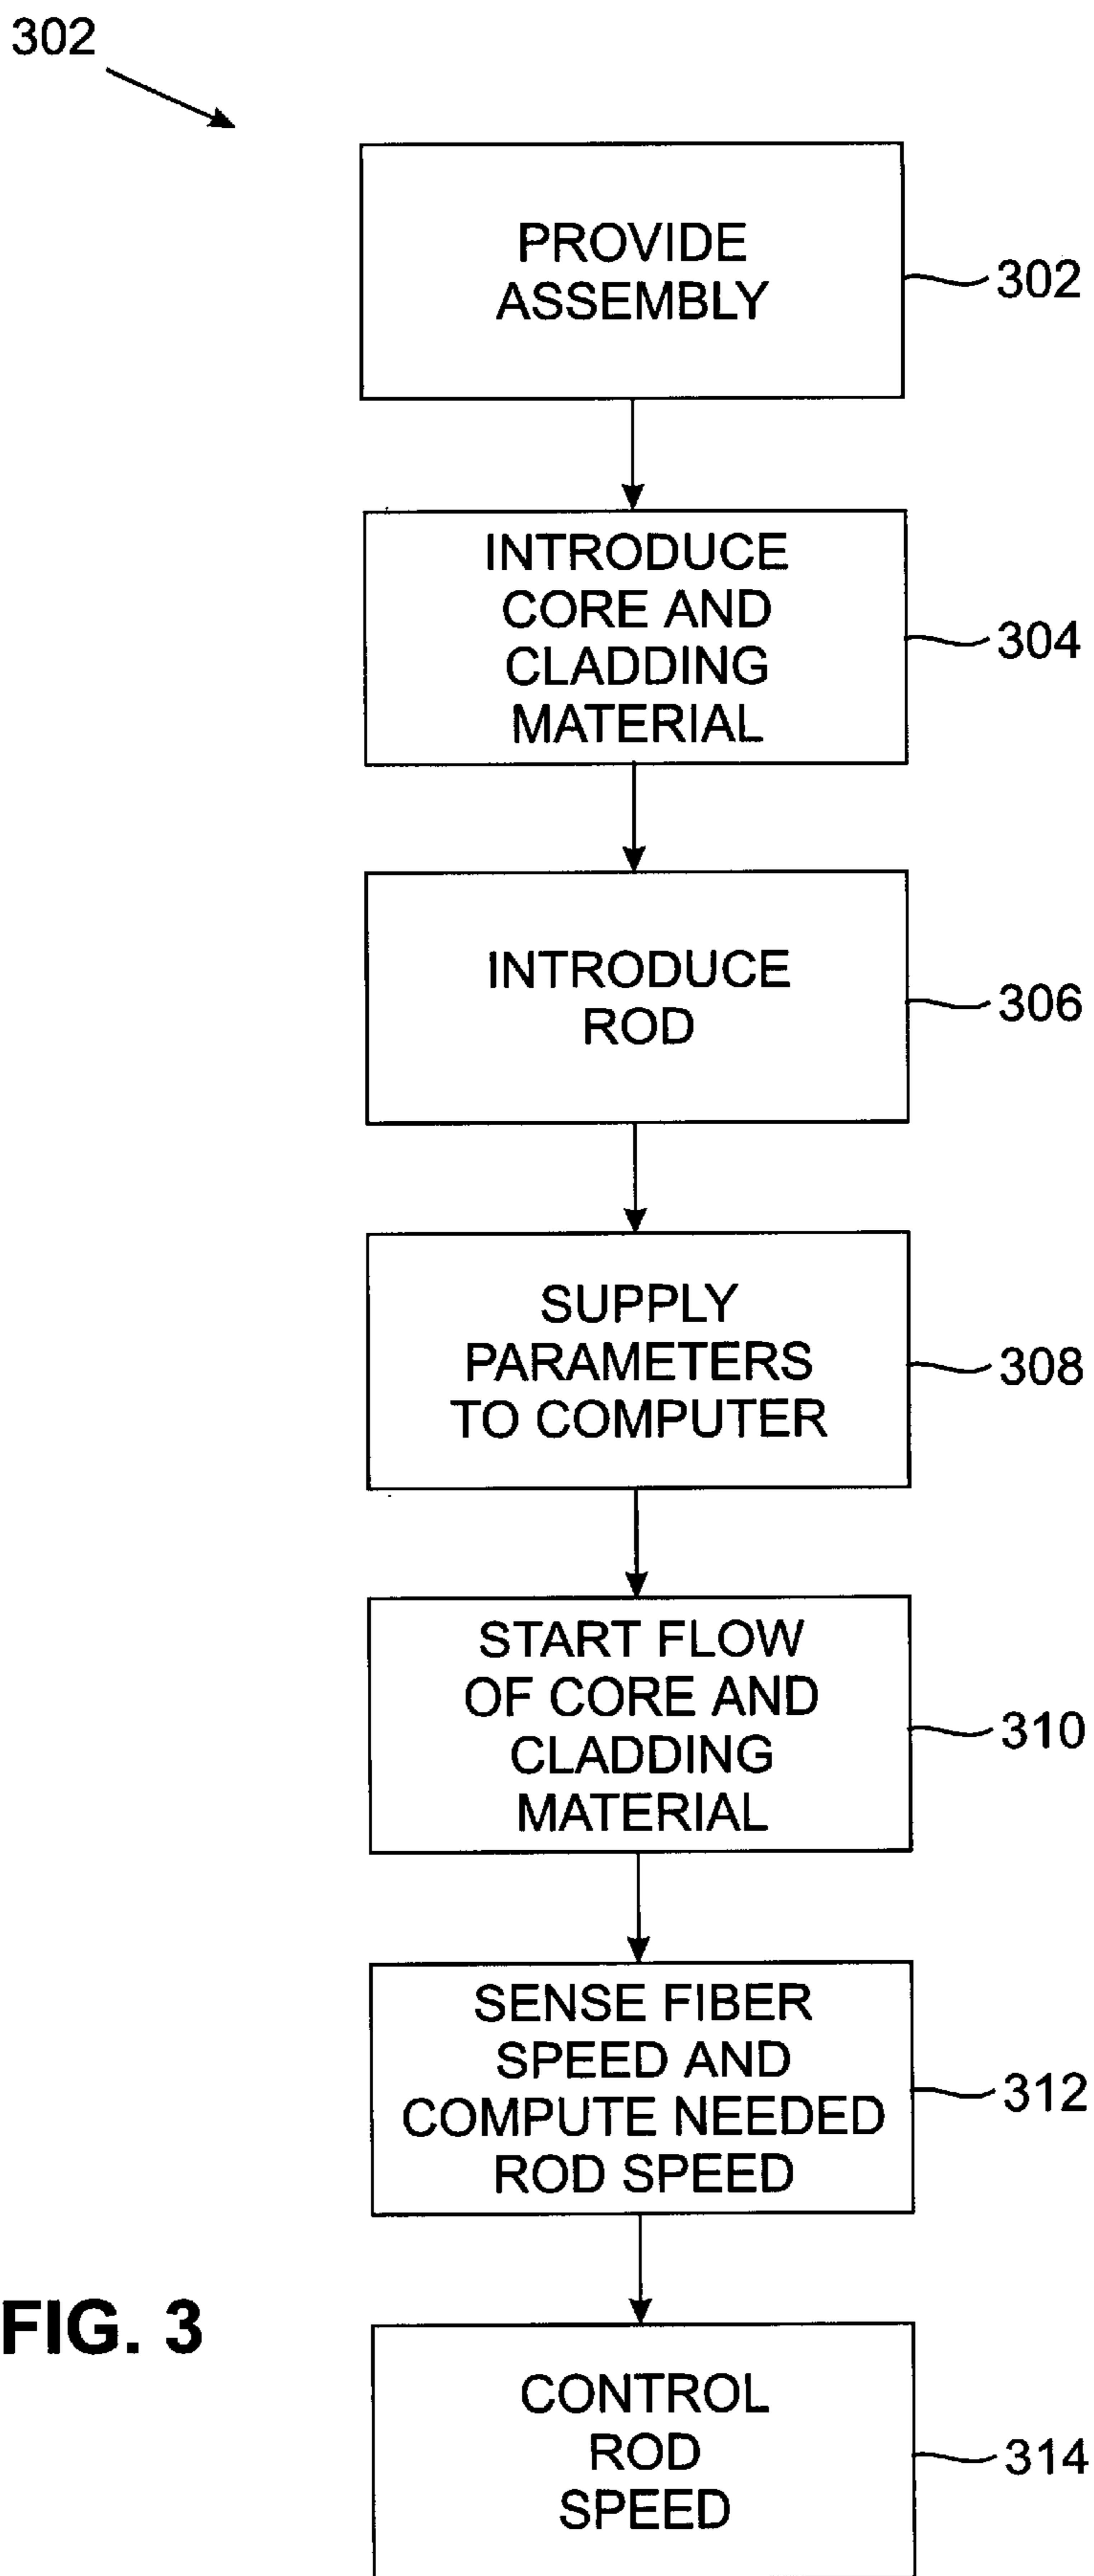 302
PROVIDE
ASSEMBLY
302
INTRODUCE
CORE AND
CLADDING
MATERIAL
304
INTRODUCE
ROD
306
SUPPLY
PARAMETERS
TO COMPUTER
308
START FLOW
OF CORE AND
CLADDING
MATERIAL
310
SENSE FIBER
SPEED AND
COMPUTE NEEDED
ROD SPEED
312
FIG. 3
CONTROL
ROD
SPEED
314